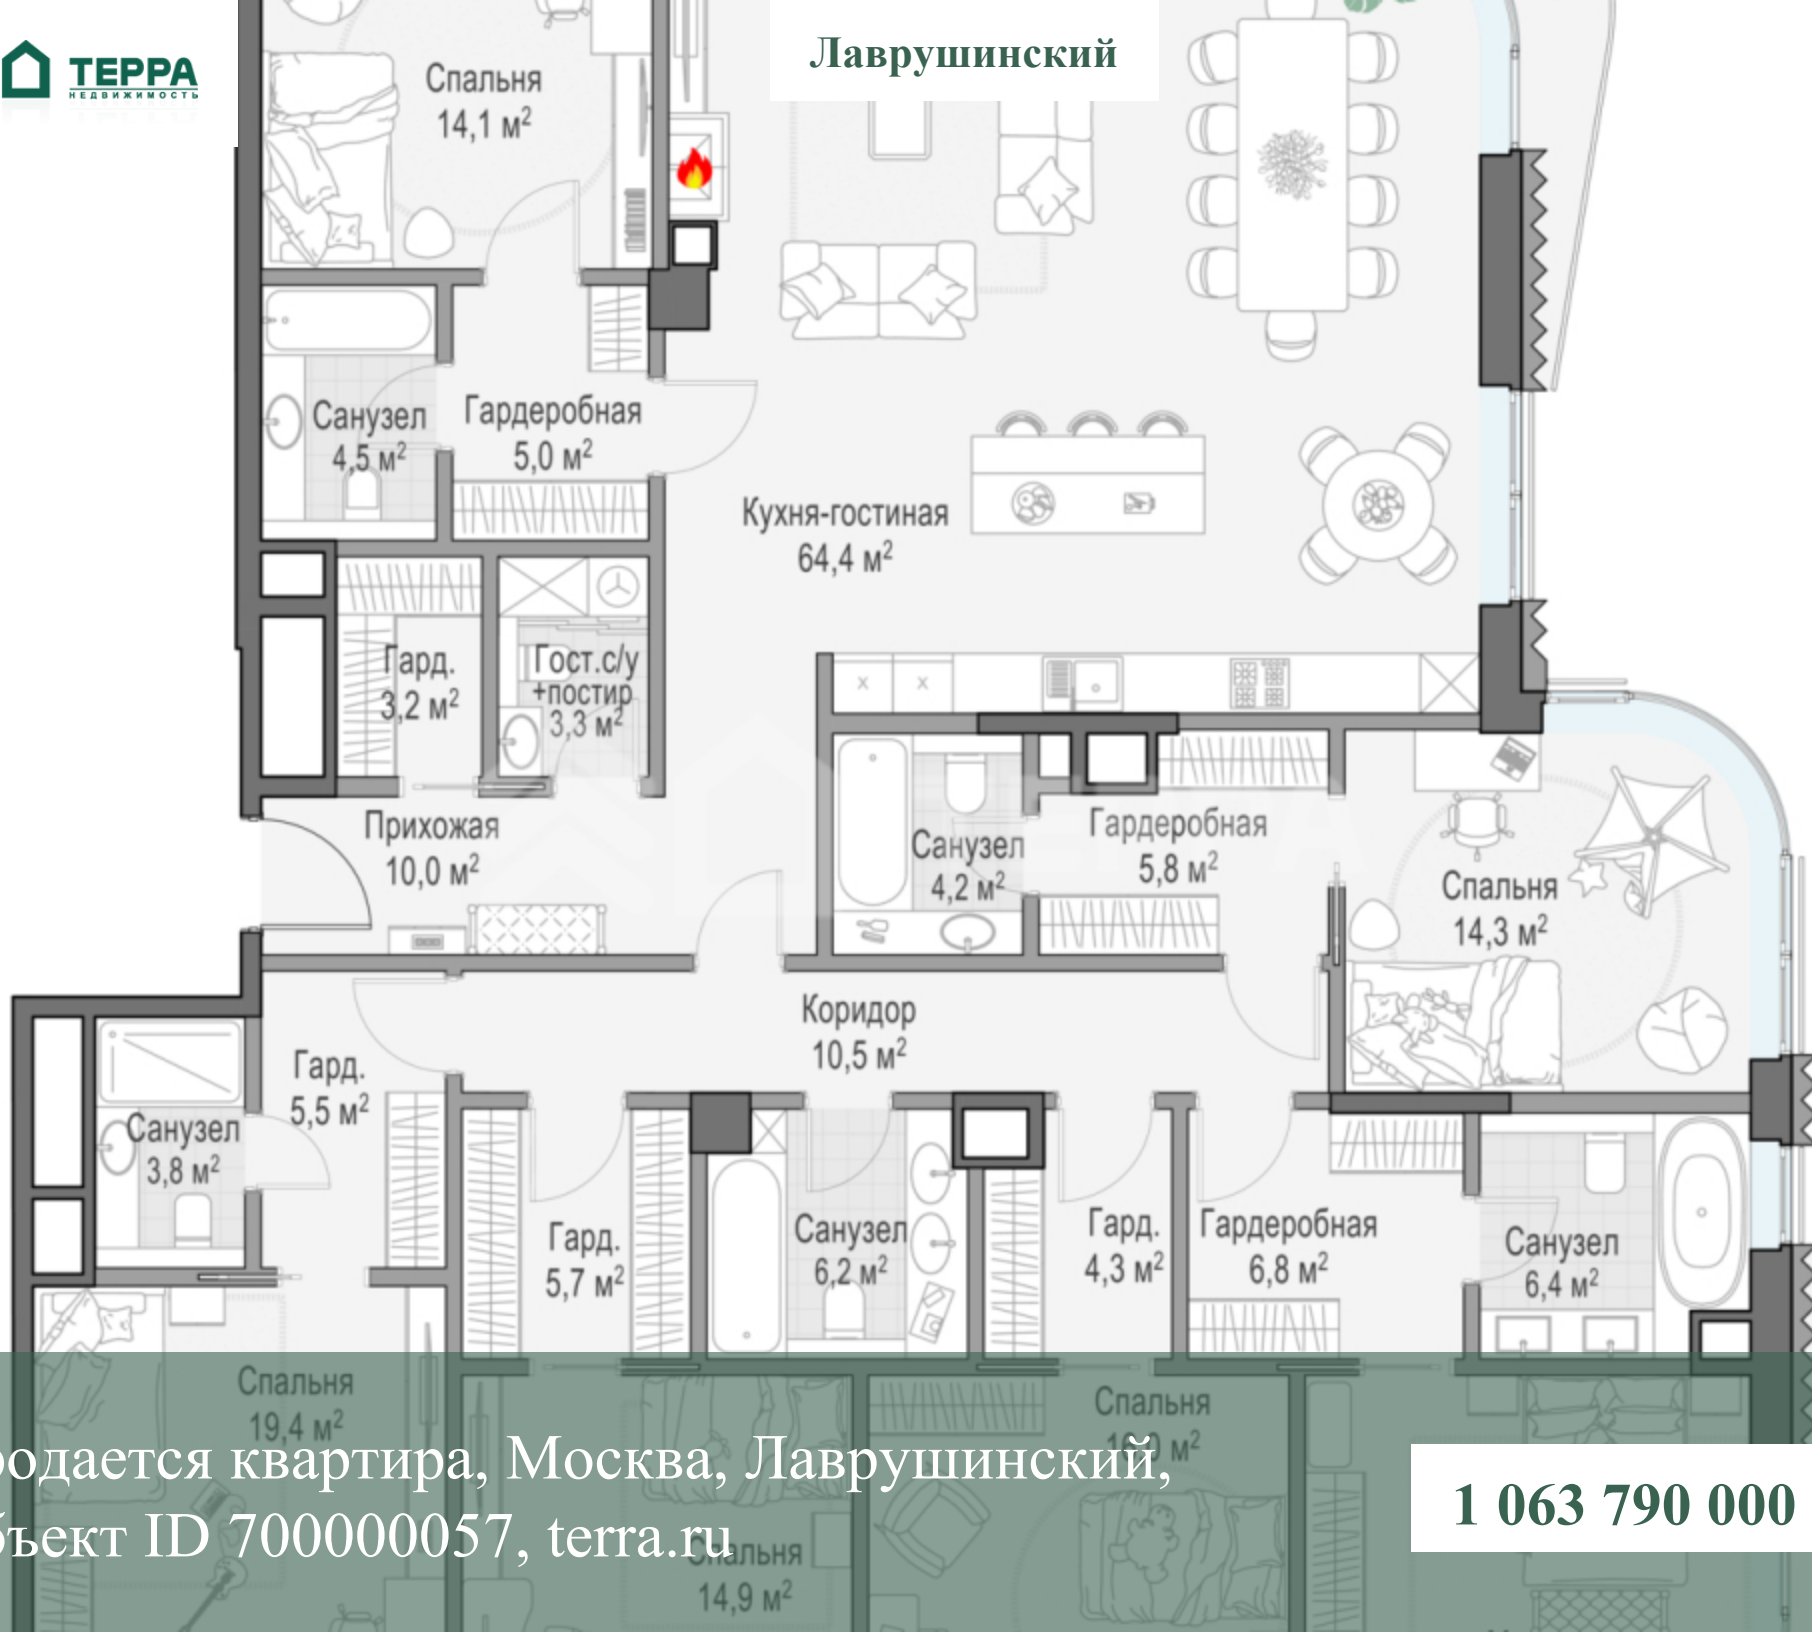 Лаврушинский
ТЕРРА
НЕДВИЖИМОСТЬ
Спальня
14,1 м²
Санузел
4,5 м²
Гардеробная
5,0 м²
Кухня-гостиная
64,4 м²
Гард.
3,2 м²
Гост.с/у
+постир
3,3 м²
Прихожая
10,0 м²
Санузел
4,2 м²
Гардеробная
5,8 м²
Спальня
14,3 м²
Коридор
10,5 м²
Гард.
5,5 м²
Санузел
3,8 м²
Гард.
5,7 м²
Санузел
6,2 м²
Гард.
4,3 м²
Гардеробная
6,8 м²
Санузел
6,4 м²
Спальня
19,4 м²
Спальня
м²
родается квартира, Москва, Лаврушинский,
бъект ID 700000057, terra.ru
1 063 790 000
Спальня
14,9 м²